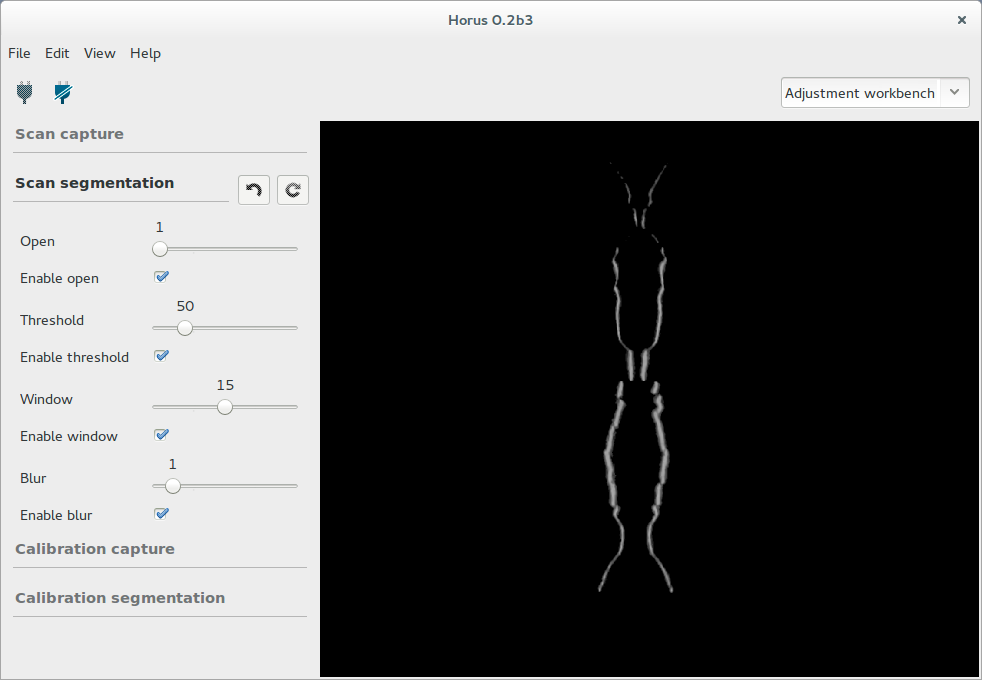 Horus 0.2b3
File Edit View Help
Adjustment workbench
Scan capture
Scan segmentation
1
Open
Enable open
50
Threshold
Enable threshold
15
Window
Enable window
1
Blur
Enable blur
Calibration capture
Calibration segmentation